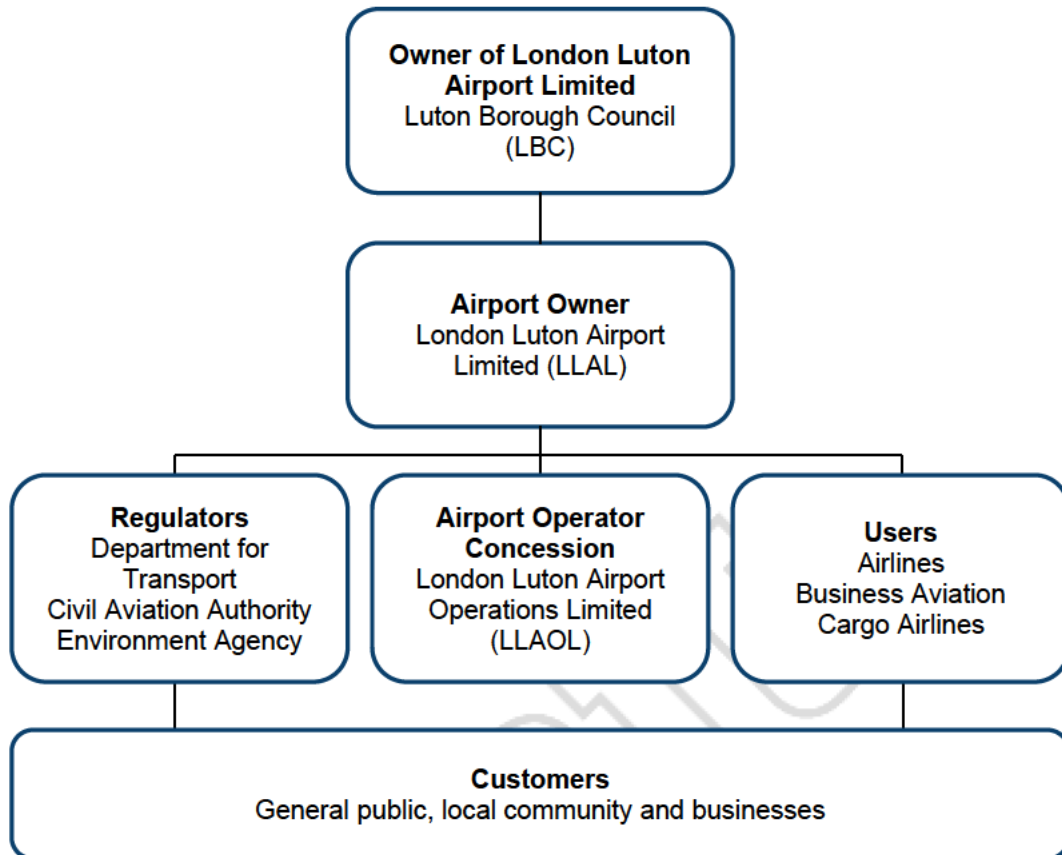 Owner of London Luton
Airport Limited
Luton Borough Council
(LBC)
Airport Owner
London Luton Airport
Limited (LLAL)
Regulators
Department for
Transport
Civil Aviation Authority
Environment Agency
Airport Operator
Concession
London Luton Airport
Operations Limited
(LLAOL)
Users
Airlines
Business Aviation
Cargo Airlines
Customers
General public, local community and businesses